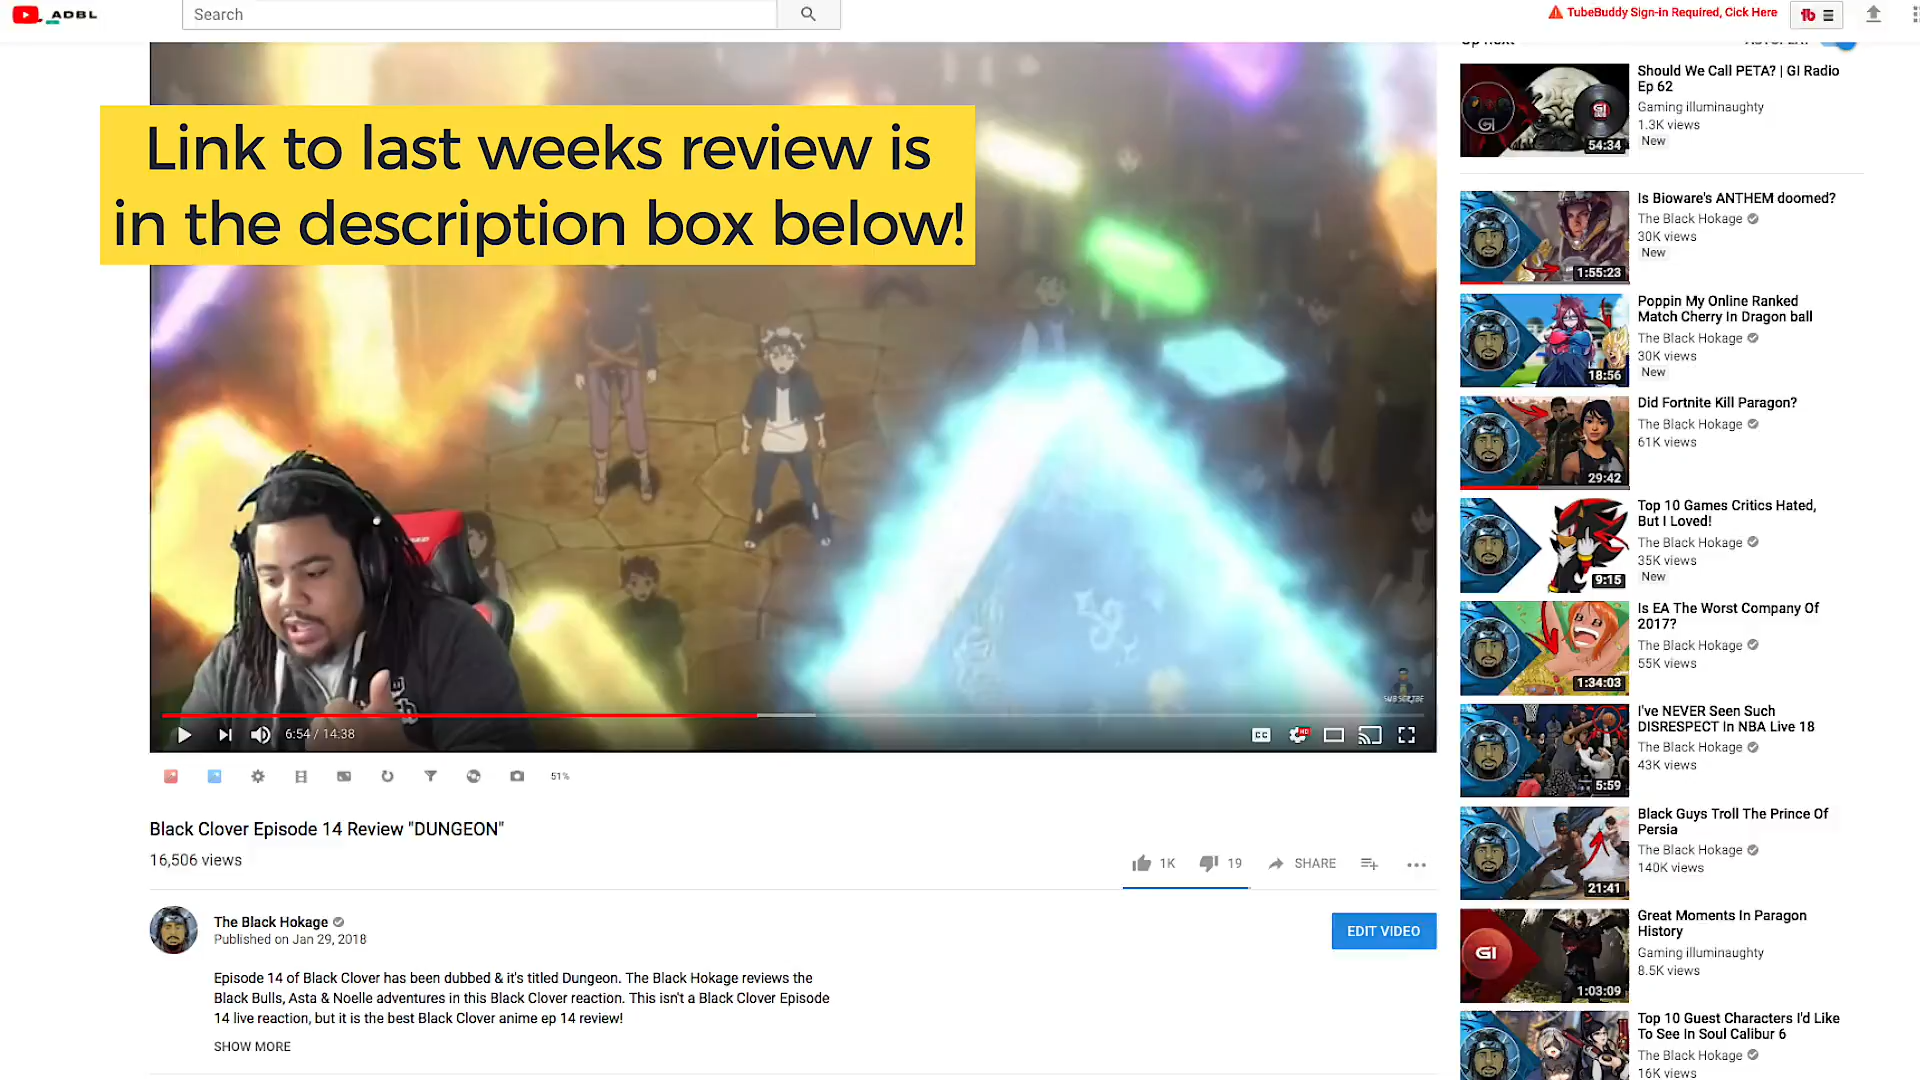 ADBL
Search
TubeBuddy Sign-in Required, Cick Here
Up next
AUTOPLAY
Link to last weeks review is
in the description box below!
SUBSCRIBE
6:54 / 14:38
CC
HD
51%
Black Clover Episode 14 Review "DUNGEON"
16,506 views
1K
19
SHARE
The Black Hokage
Published on Jan 29, 2018
EDIT VIDEO
Episode 14 of Black Clover has been dubbed & it's titled Dungeon. The Black Hokage reviews the
Black Bulls, Asta & Noelle adventures in this Black Clover reaction. This isn't a Black Clover Episode
14 live reaction, but it is the best Black Clover anime ep 14 review!
SHOW MORE
GI
GI
54:34
Should We Call PETA? | GI Radio
Ep 62
Gaming illuminaughty
1.3K views
New
1:55:23
Is Bioware's ANTHEM doomed?
The Black Hokage
30K views
New
18:56
Poppin My Online Ranked
Match Cherry In Dragon ball
The Black Hokage
30K views
New
29:42
Did Fortnite Kill Paragon?
The Black Hokage
61K views
9:15
Top 10 Games Critics Hated,
But I Loved!
The Black Hokage
35K views
New
1:34:03
Is EA The Worst Company Of
2017?
The Black Hokage
55K views
5:59
I've NEVER Seen Such
DISRESPECT In NBA Live 18
The Black Hokage
43K views
21:41
Black Guys Troll The Prince Of
Persia
The Black Hokage
140K views
GI
1:03:09
Great Moments In Paragon
History
Gaming illuminaughty
8.5K views
Top 10 Guest Characters I'd Like
To See In Soul Calibur 6
The Black Hokage
16K views